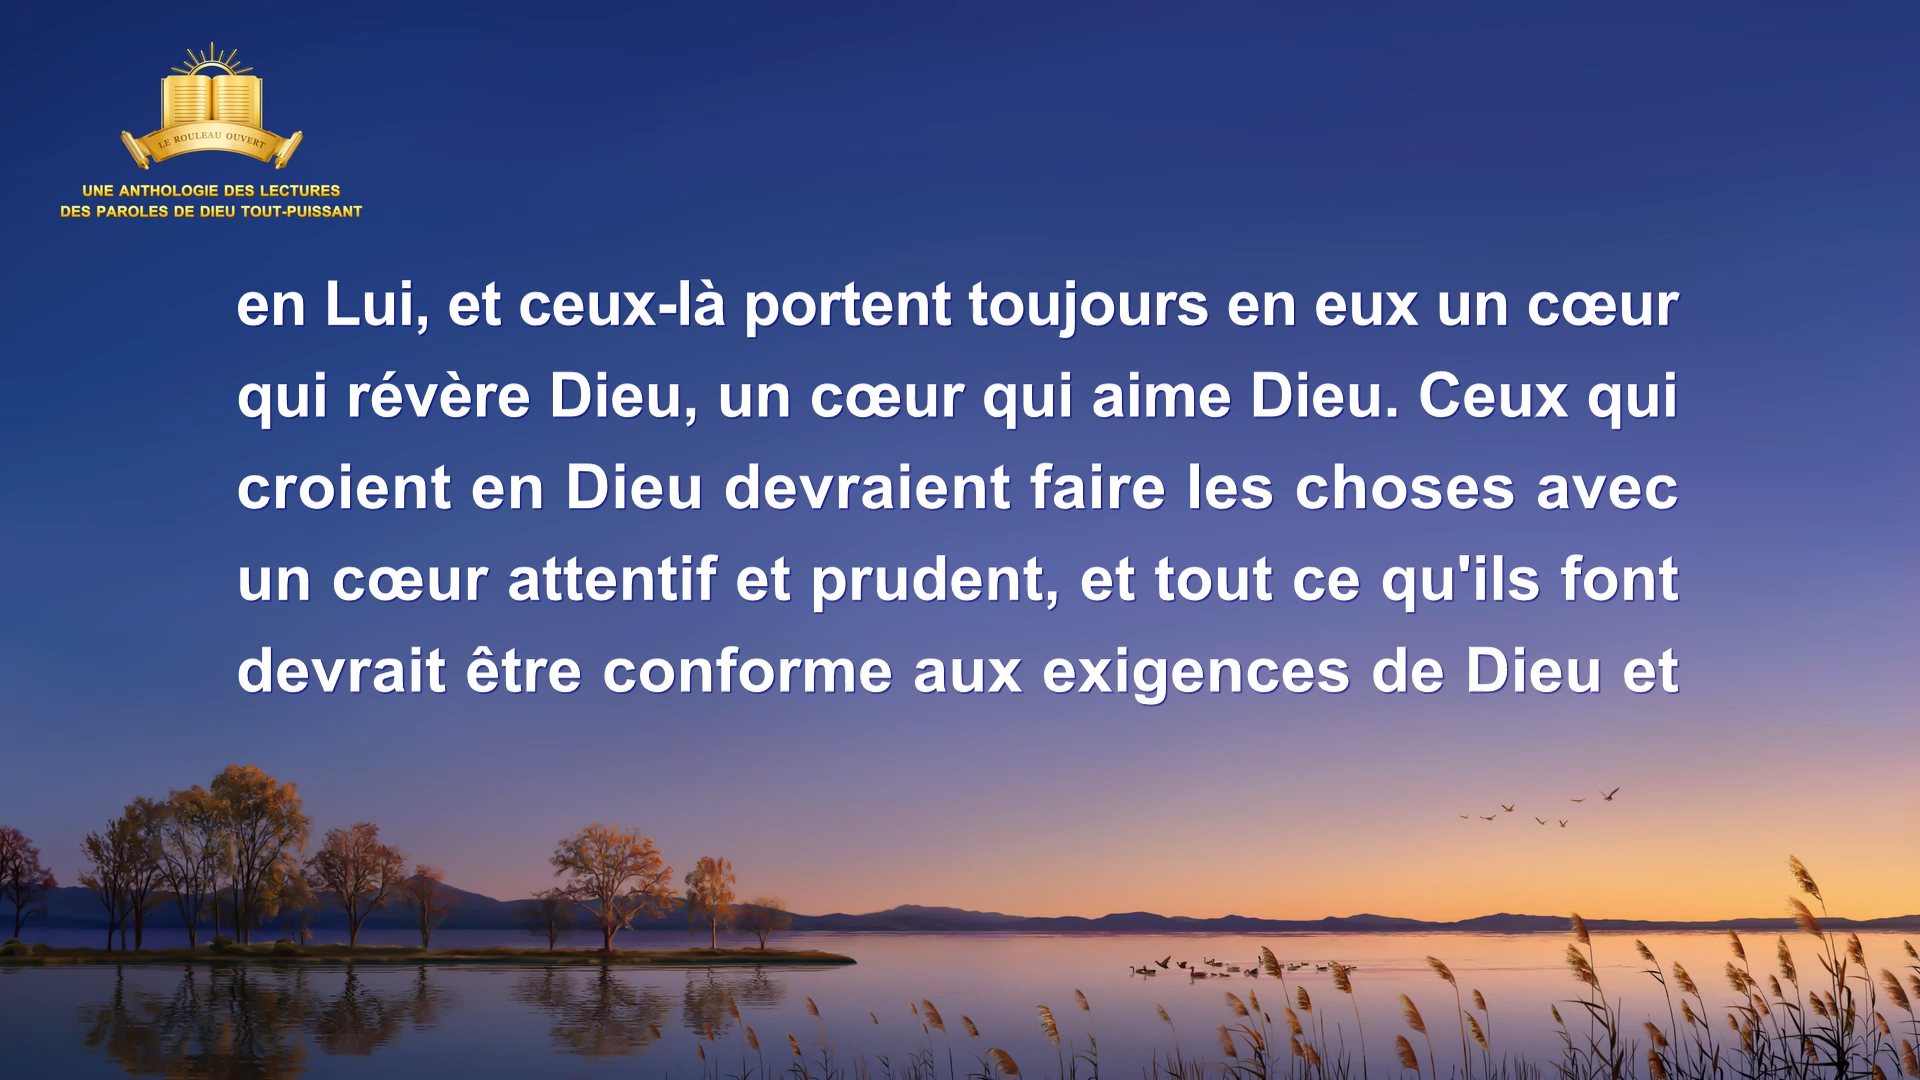 LE ROULEAU OUVERT
UNE ANTHOLOGIE DES LECTURES
DES PAROLES DE DIEU TOUT-PUISSANT
en Lui, et ceux-là portent toujours en eux un cœur
qui révère Dieu, un cœur qui aime Dieu. Ceux qui
croient en Dieu devraient faire les choses avec
un cœur attentif et prudent, et tout ce qu'ils font
devrait être conforme aux exigences de Dieu et